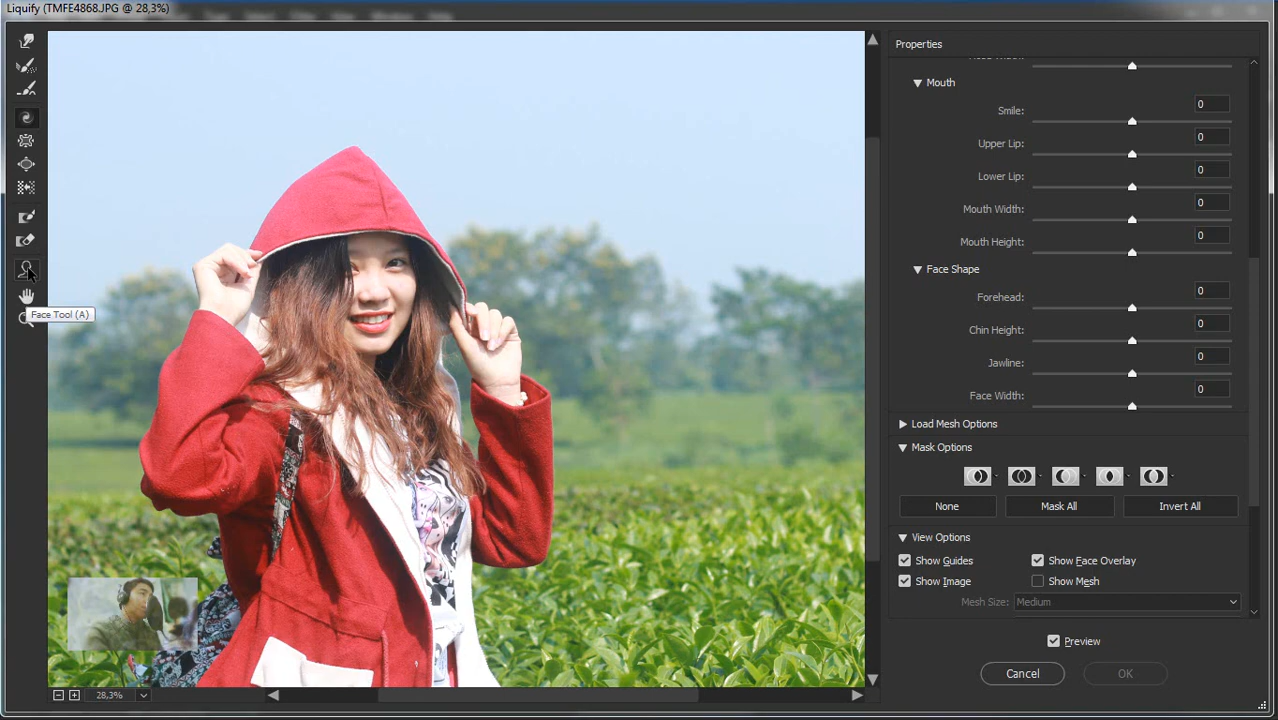 Liquify (TMFE4868.JPG @ 28,3%)
Properties
Mouth
Smile: 0
Upper Lip: 0
Lower Lip: 0
Mouth Width: 0
Mouth Height: 0
Face Shape
Forehead: 0
Chin Height: 0
Jawline: 0
Face Width: 0
Load Mesh Options
Mask Options
None Mask All Invert All
View Options
Show Guides Show Face Overlay
Show Image Show Mesh
Mesh Size: Medium
Preview
Cancel OK
Face Tool (A)
28,3%